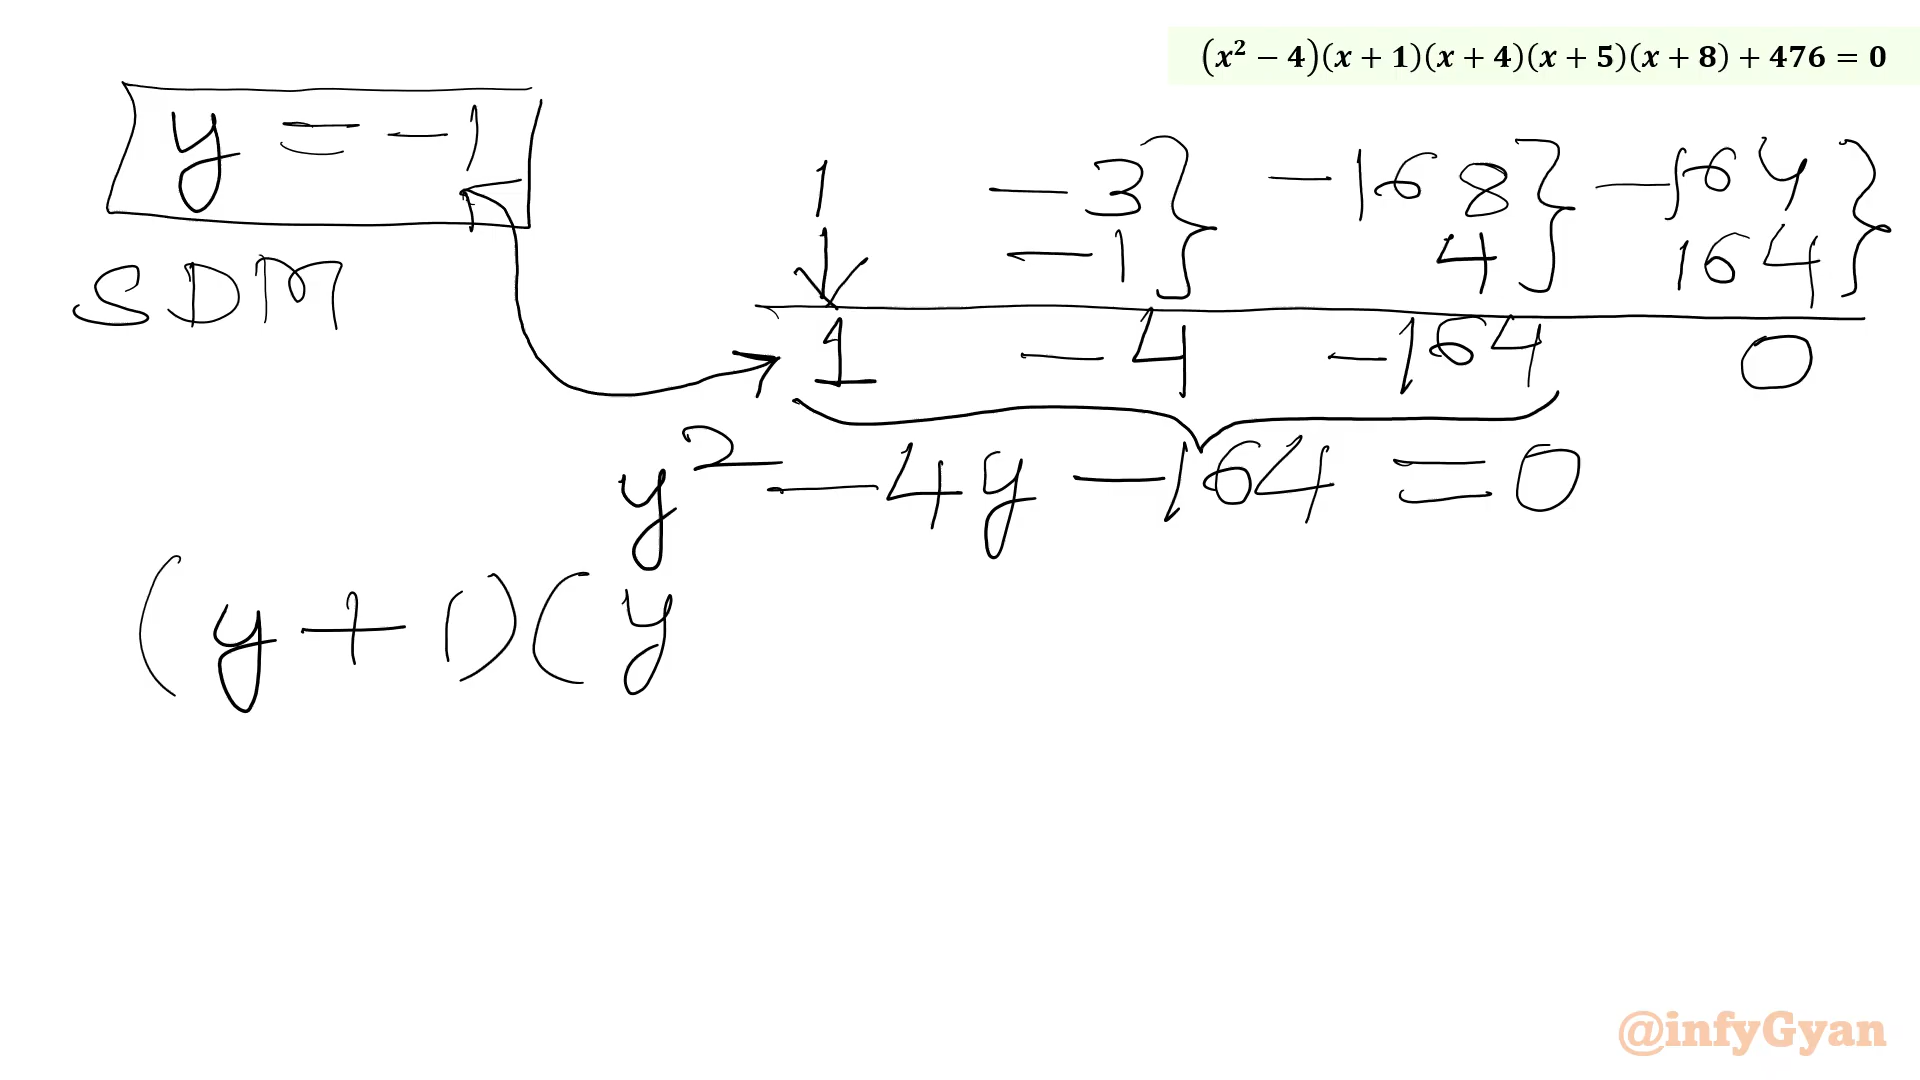 (x² − 4)(x + 1)(x + 4)(x + 5)(x + 8) + 476 = 0
y = −1
1 −3} −168} −164}
↓ −1 4 164
SDM
1 −4 −164 0
y² − 4y − 164 = 0
(y + 1)(y
@infyGyan